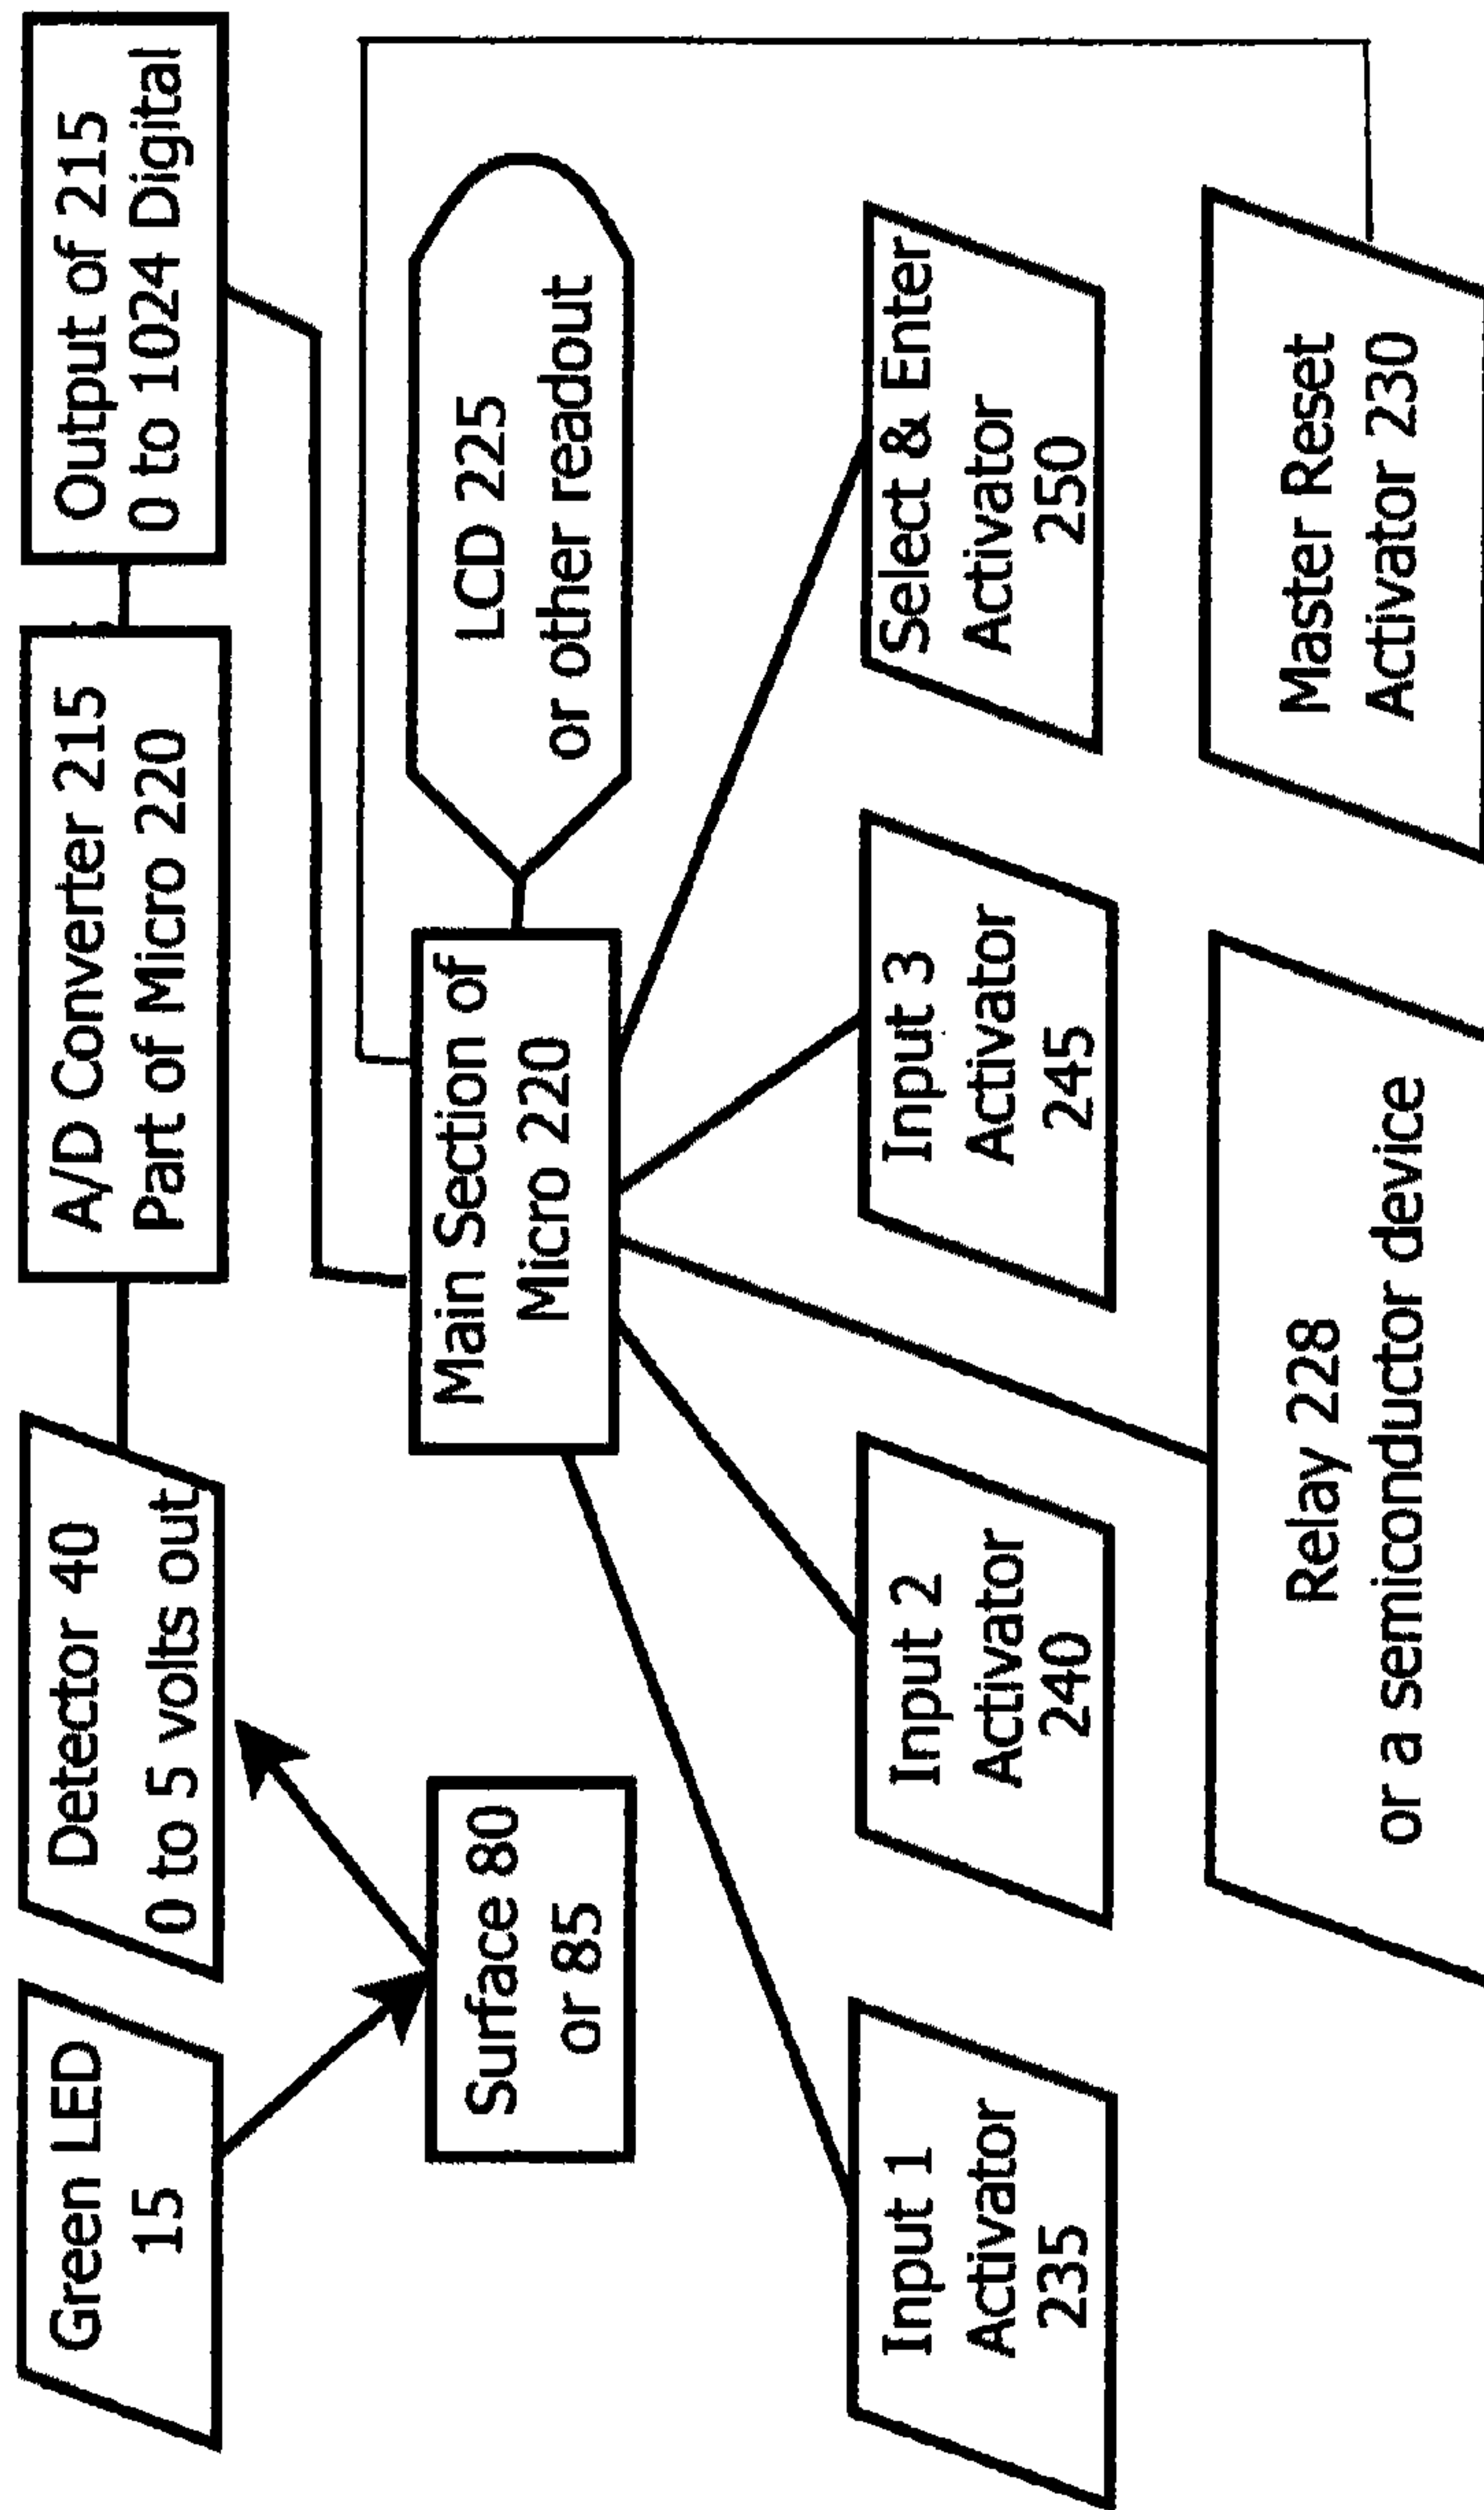 Green LED
15
Detector 40
0 to 5 volts out
A/D Converter 215
Part of Micro 220
Output of 215
0 to 1024 Digital
Surface 80
or 85
Main Section of
Micro 220
LCD 225
or other readout
Input 1
Activator
235
Input 2
Activator
240
Input 3
Activator
245
Select & Enter
Activator
250
Relay 228
or a semiconductor device
Master Reset
Activator 230